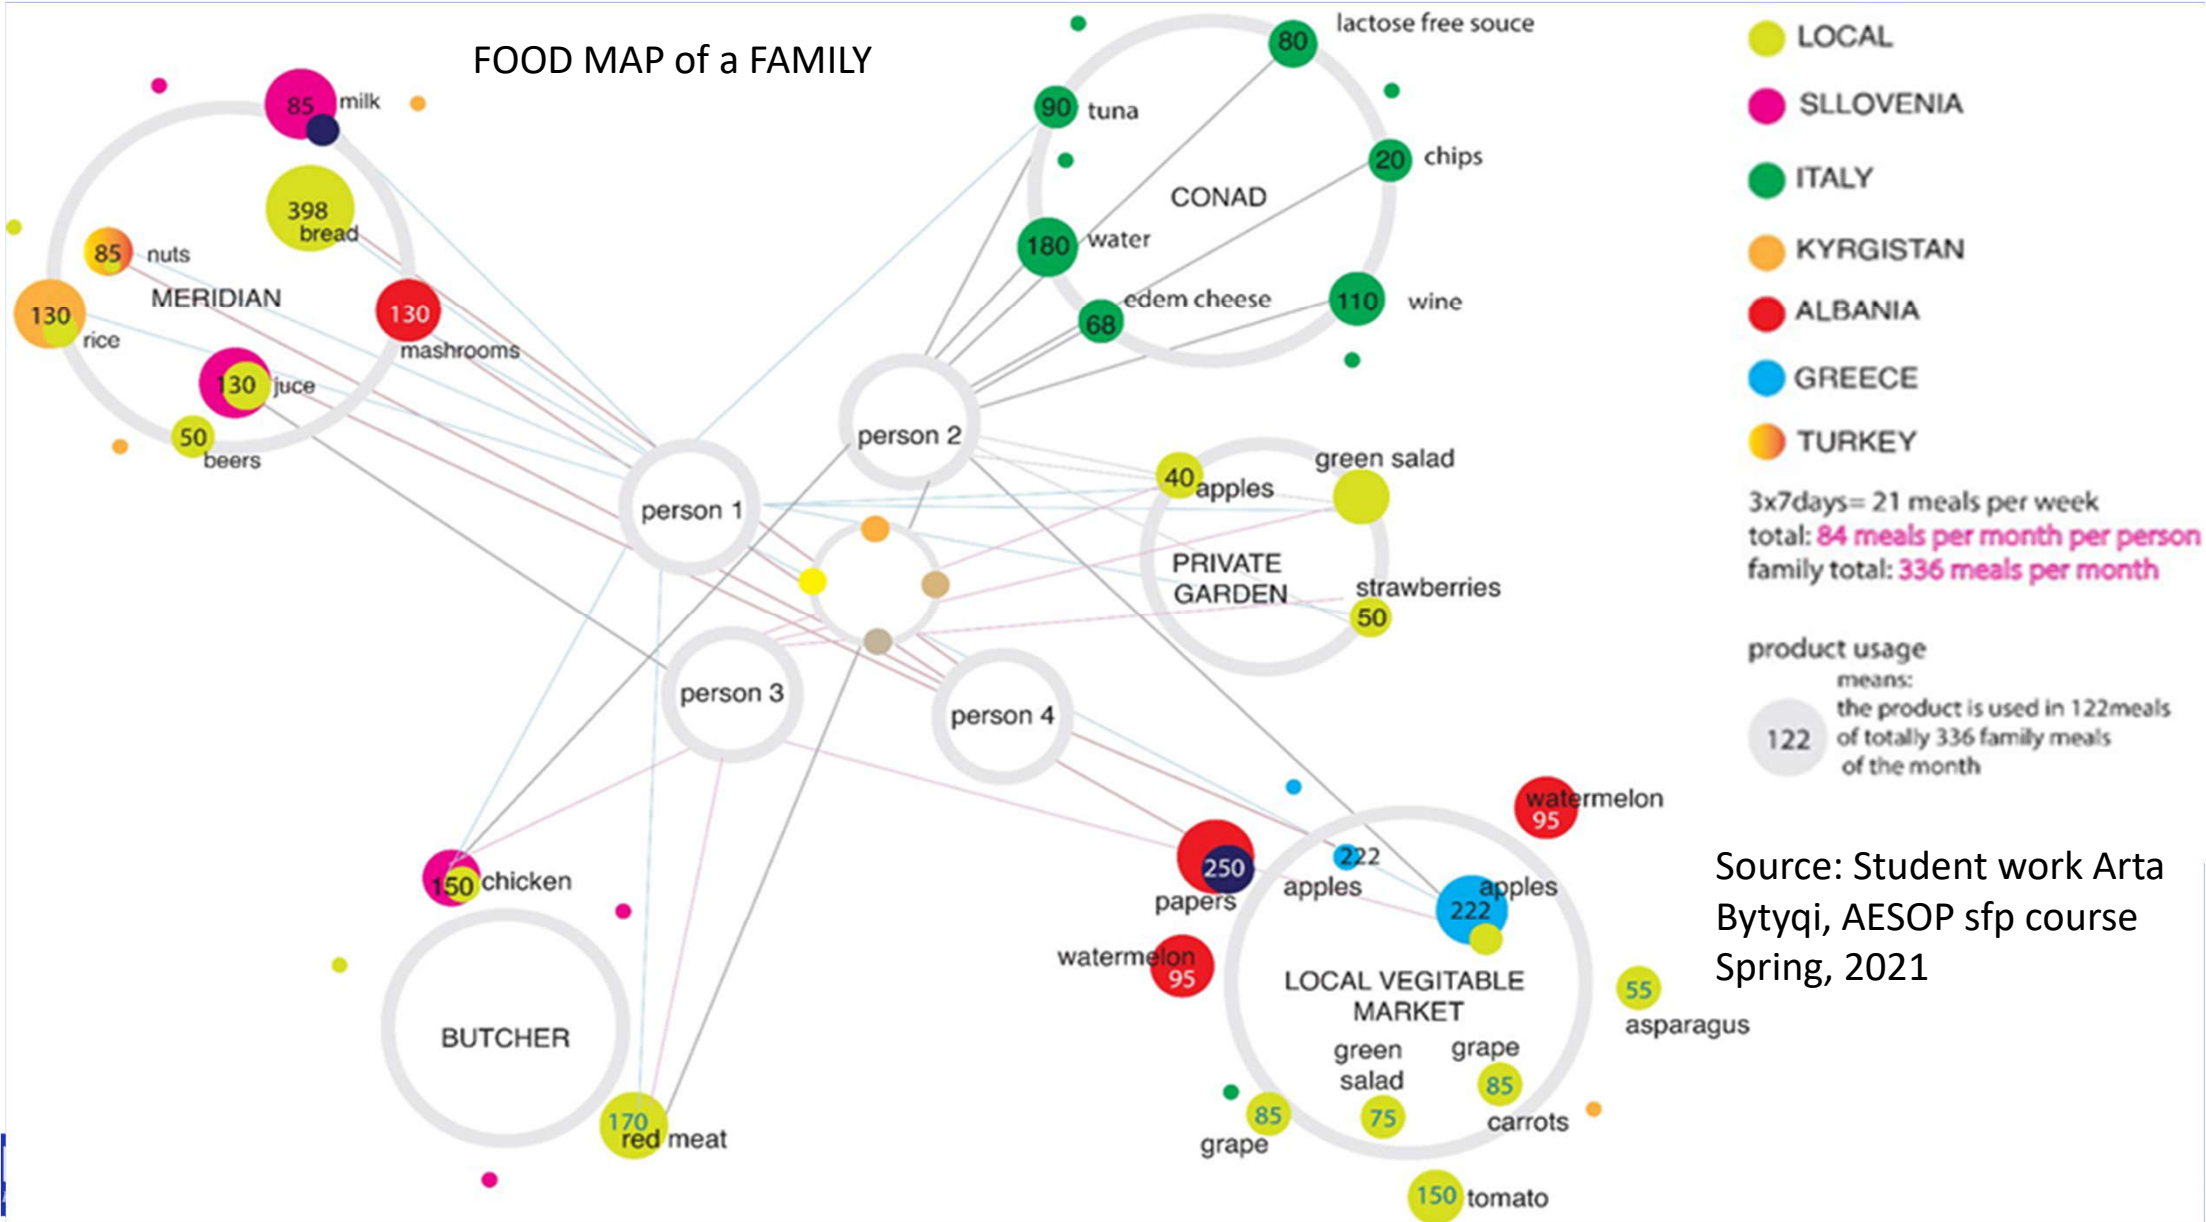 FOOD MAP of a FAMILY
85
milk
398
bread
85
nuts
MERIDIAN
130
rice
130
mashrooms
130
juce
50
beers
80
lactose free souce
90
tuna
20
chips
CONAD
180
water
edem cheese
68
110
wine
person 1
person 2
person 3
person 4
40
apples
green salad
PRIVATE
GARDEN
strawberries
50
150
chicken
BUTCHER
170
red meat
watermelon
95
250
papers
222
apples
apples
222
watermelon
95
LOCAL VEGITABLE
MARKET
55
asparagus
green
salad
75
grape
85
carrots
85
grape
150
tomato
LOCAL
SLLOVENIA
ITALY
KYRGISTAN
ALBANIA
GREECE
TURKEY
3x7days= 21 meals per week
total: 84 meals per month per person
family total: 336 meals per month
product usage
means:
the product is used in 122meals
122
of totally 336 family meals
of the month
Source: Student work Arta
Bytyqi, AESOP sfp course
Spring, 2021